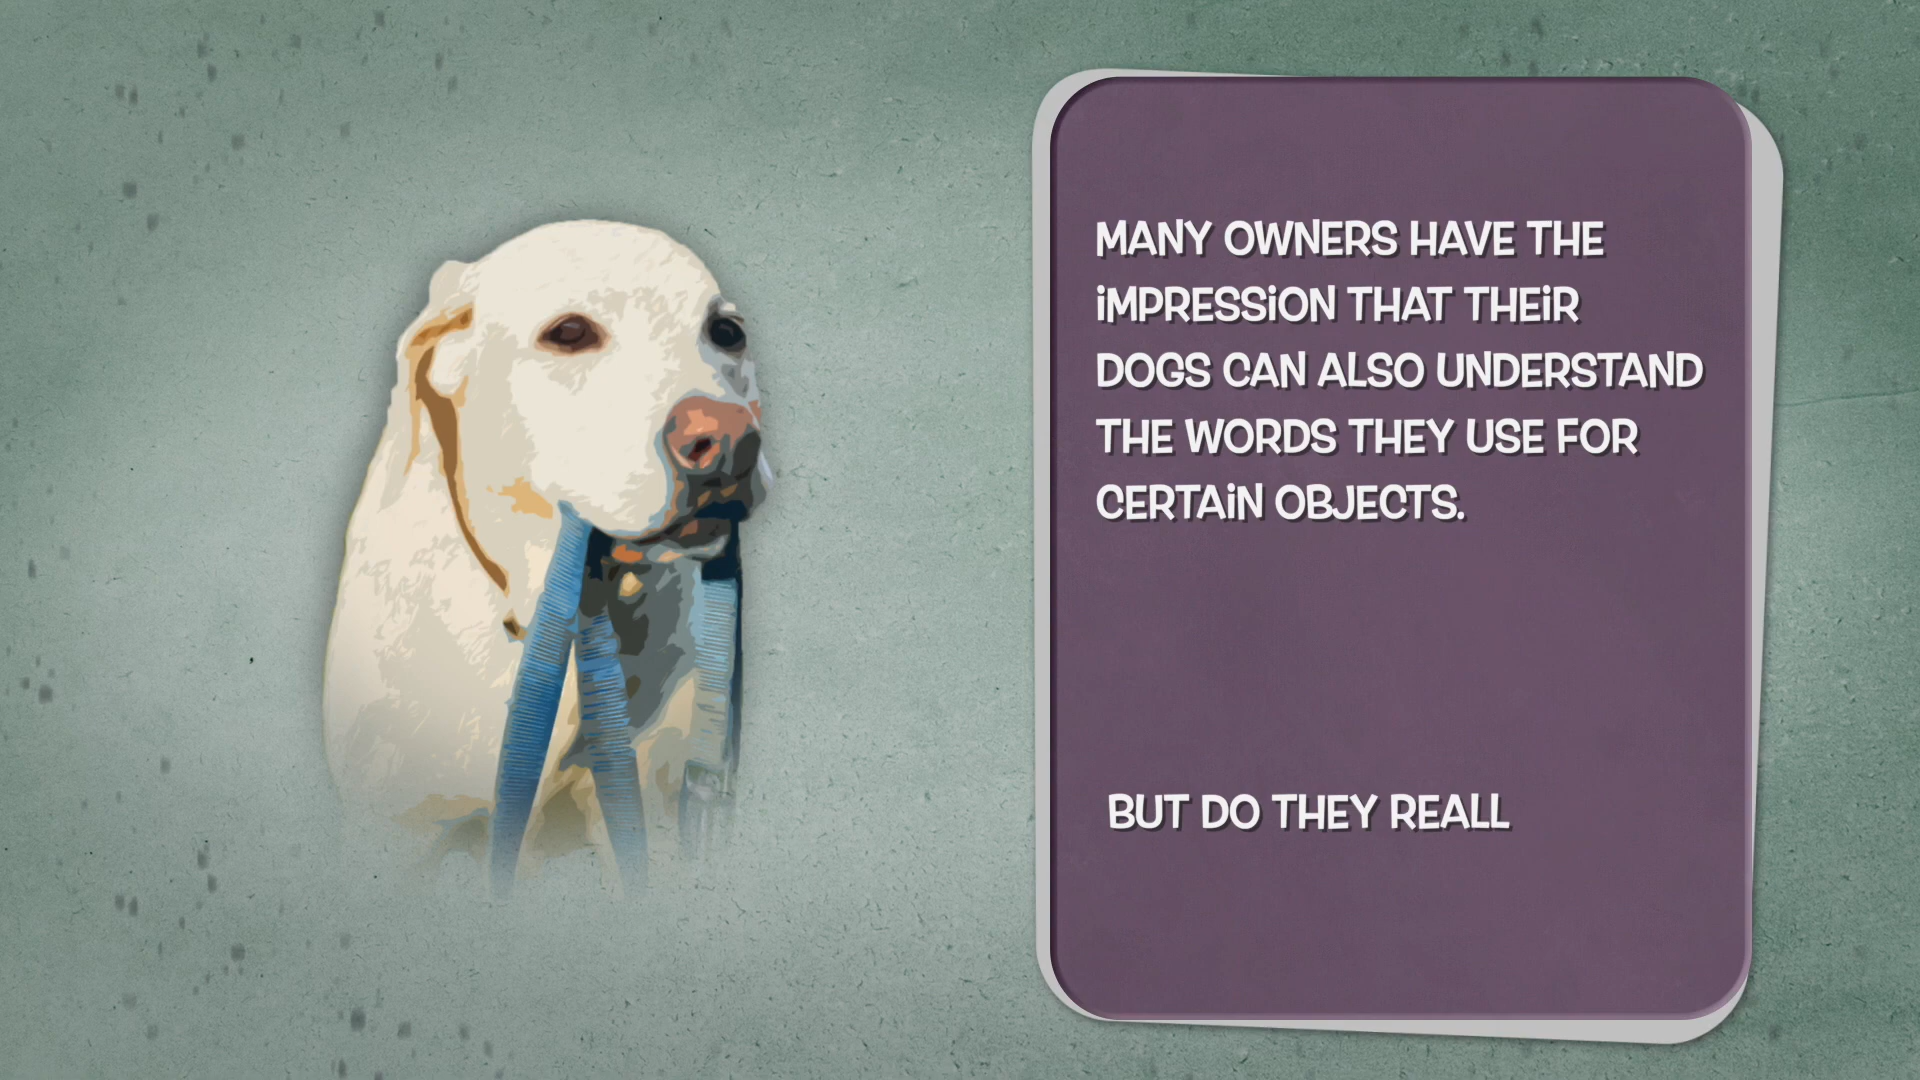 MANY OWNERS HAVE THE
iMPRESSiON THAT THEiR
DOGS CAN ALSO UNDERSTAND
THE WORDS THEY USE FOR
CERTAiN OBJECTS.
BUT DO THEY REALL